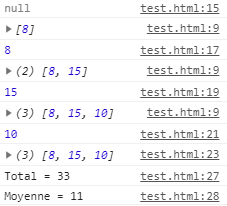 null test.html:15
▶[8] test.html:9
8 test.html:17
▶(2) [8, 15] test.html:9
15 test.html:19
▶(3) [8, 15, 10] test.html:9
10 test.html:21
▶(3) [8, 15, 10] test.html:23
Total = 33 test.html:27
Moyenne = 11 test.html:28